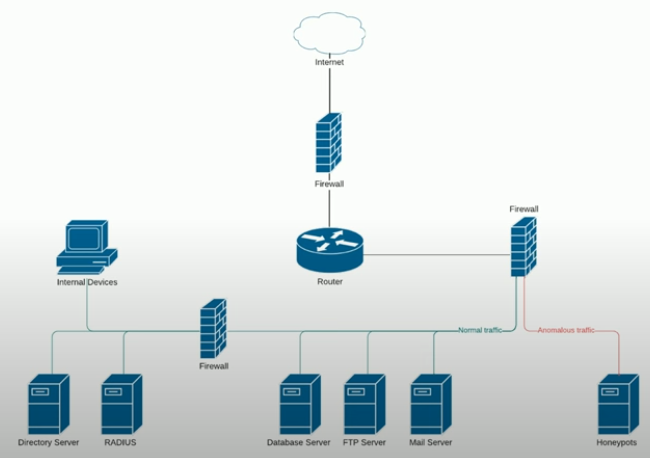 Internet
Firewall
Firewall
Internal Devices
Router
Normal traffic
Anomalous traffic
Firewall
Directory Server
RADIUS
Database Server
FTP Server
Mail Server
Honeypots